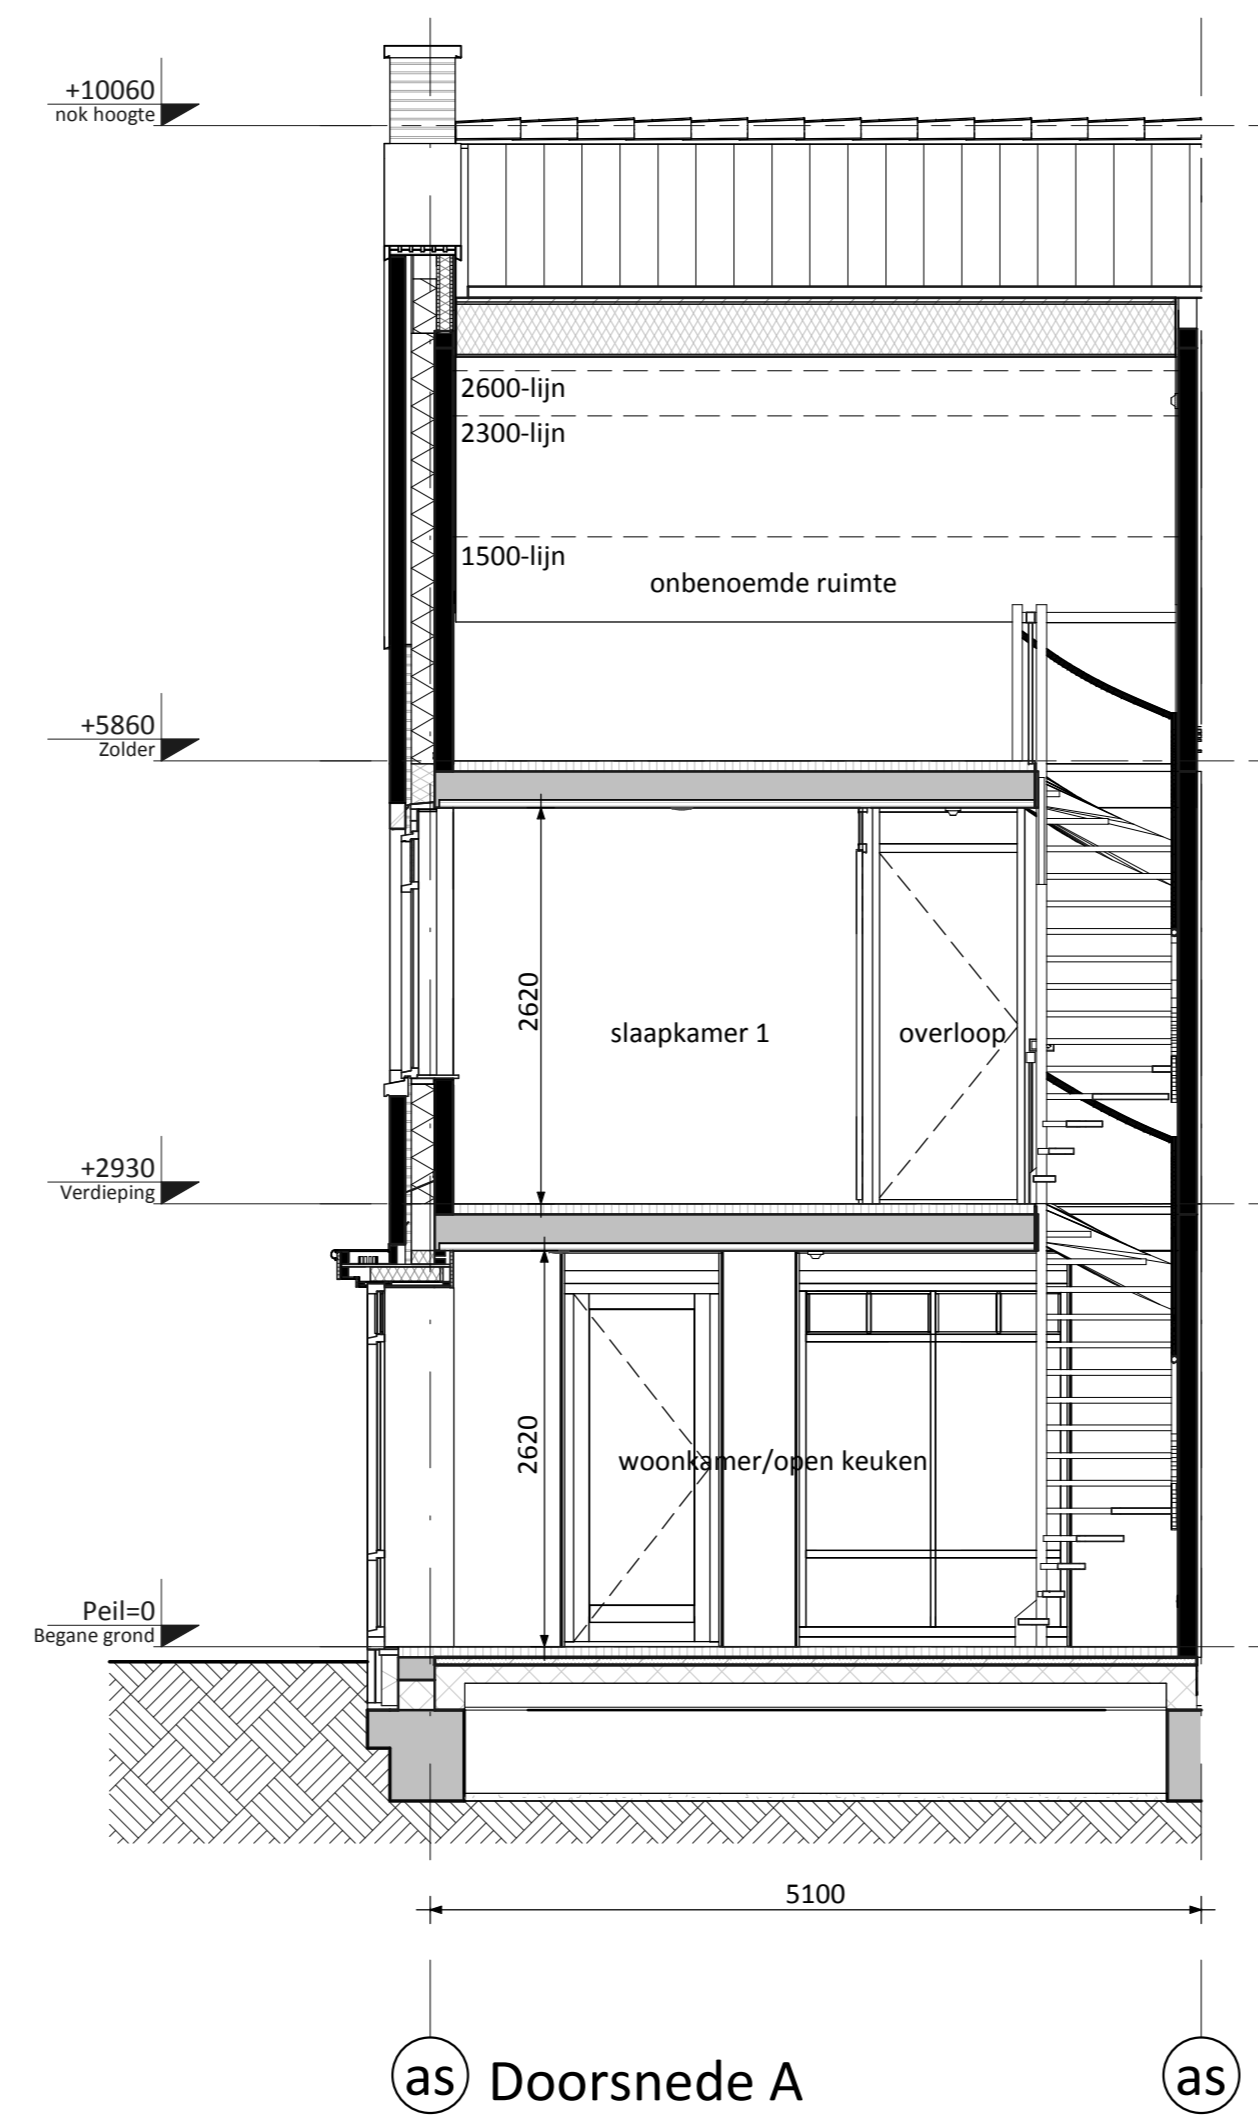 +10060
nok hoogte
2600-lijn
2300-lijn
1500-lijn
onbenoemde ruimte
+5860
Zolder
2620
slaapkamer 1
overloop
+2930
Verdieping
2620
woonkamer/open keuken
Peil=0
Begane grond
5100
as
Doorsnede A
as